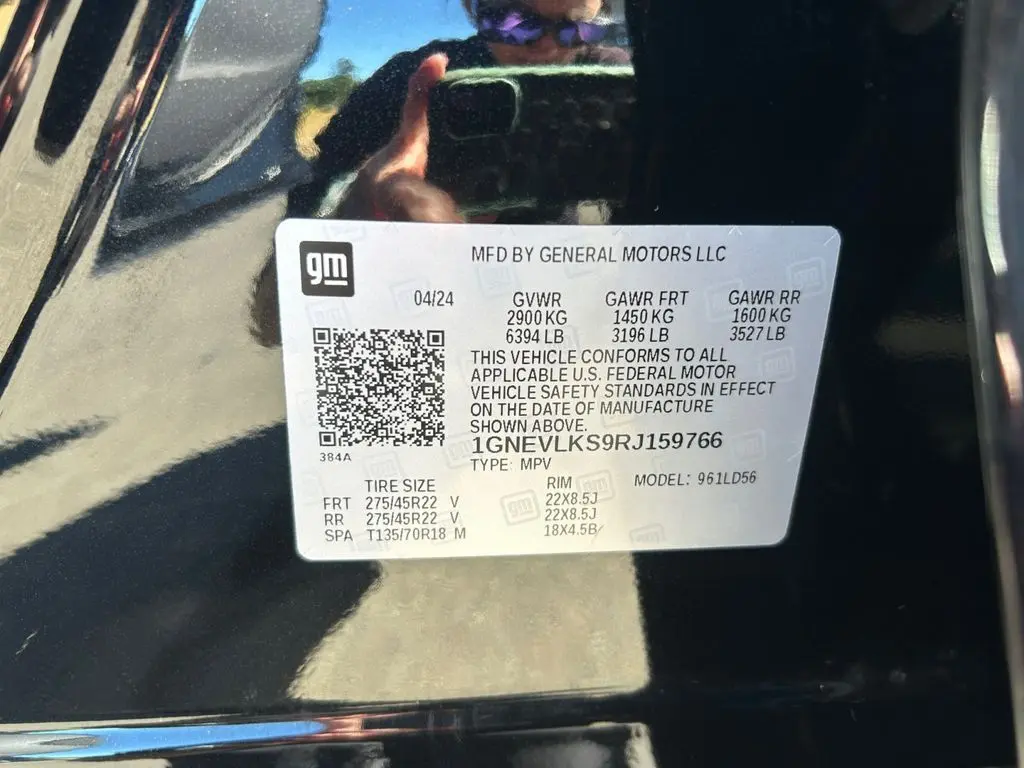 gm
MFD BY GENERAL MOTORS LLC
04/24 GVWR GAWR FRT GAWR RR
2900 KG 1450 KG 1600 KG
6394 LB 3196 LB 3527 LB
THIS VEHICLE CONFORMS TO ALL
APPLICABLE U.S. FEDERAL MOTOR
VEHICLE SAFETY STANDARDS IN EFFECT
ON THE DATE OF MANUFACTURE
SHOWN ABOVE.
384A
1GNEVLKS9RJ159766
TYPE: MPV
TIRE SIZE RIM MODEL: 961LD56
FRT 275/45R22 V 22X8.5J
RR 275/45R22 V 22X8.5J
SPA T135/70R18 M 18X4.5B